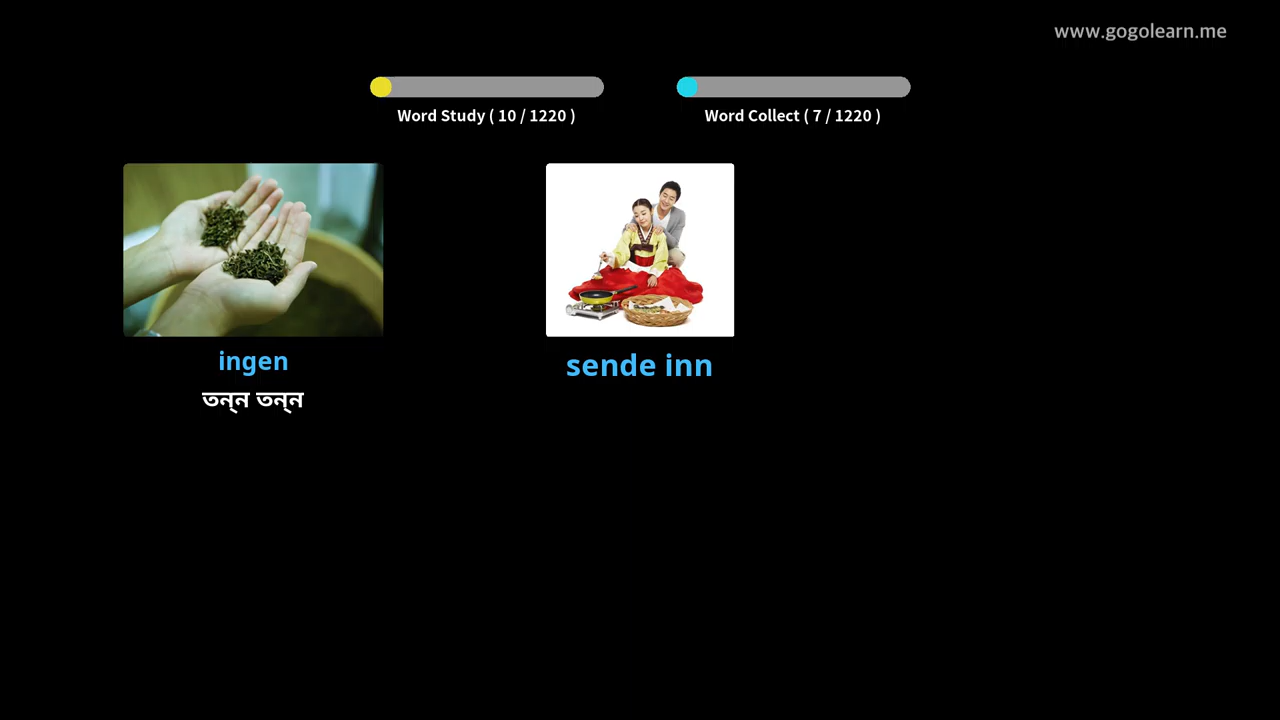 www.gogolearn.me
Word Study ( 10 / 1220 )
Word Collect ( 7 / 1220 )
ingen
তন্ন তন্ন
sende inn